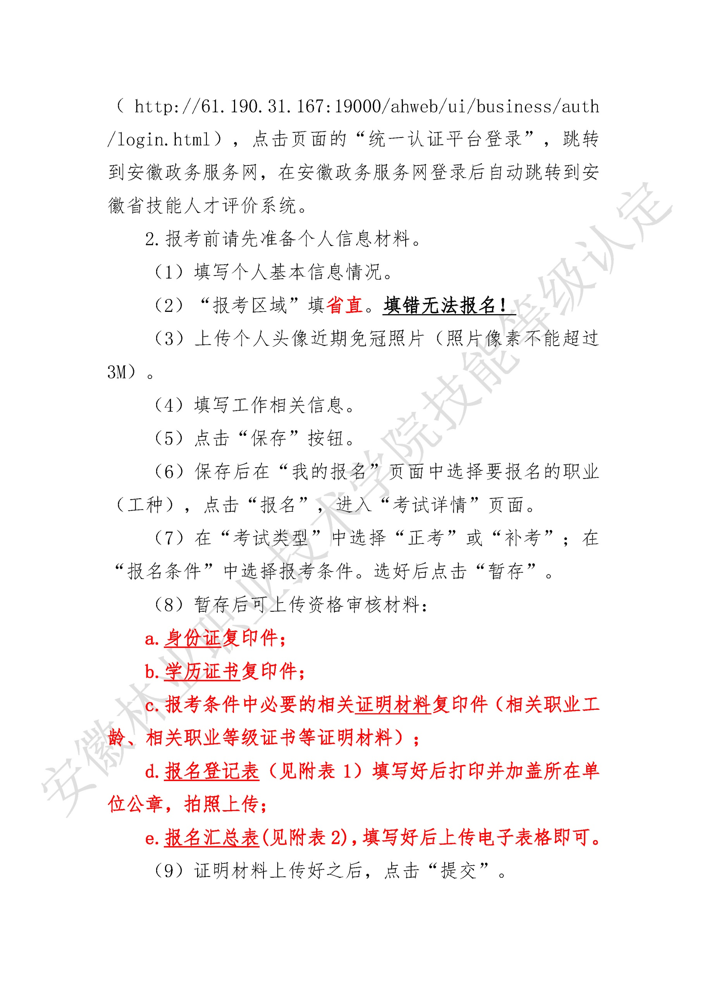 （ http://61.190.31.167:19000/ahweb/ui/business/auth
/login.html），点击页面的“统一认证平台登录”，跳转
到安徽政务服务网，在安徽政务服务网登录后自动跳转到安
徽省技能人才评价系统。
2.报考前请先准备个人信息材料。
（1）填写个人基本信息情况。
（2）“报考区域”填省直。填错无法报名！
（3）上传个人头像近期免冠照片（照片像素不能超过
3M）。
（4）填写工作相关信息。
（5）点击“保存”按钮。
（6）保存后在“我的报名”页面中选择要报名的职业
（工种），点击“报名”，进入“考试详情”页面。
（7）在“考试类型”中选择“正考”或“补考”；在
“报名条件”中选择报考条件。选好后点击“暂存”。
（8）暂存后可上传资格审核材料：
a.身份证复印件；
b.学历证书复印件；
c.报考条件中必要的相关证明材料复印件（相关职业工
龄、相关职业等级证书等证明材料）；
d.报名登记表（见附表 1）填写好后打印并加盖所在单
位公章，拍照上传；
e.报名汇总表(见附表 2),填写好后上传电子表格即可。
（9）证明材料上传好之后，点击“提交”。
安徽林业职业技术学院技能等级认定